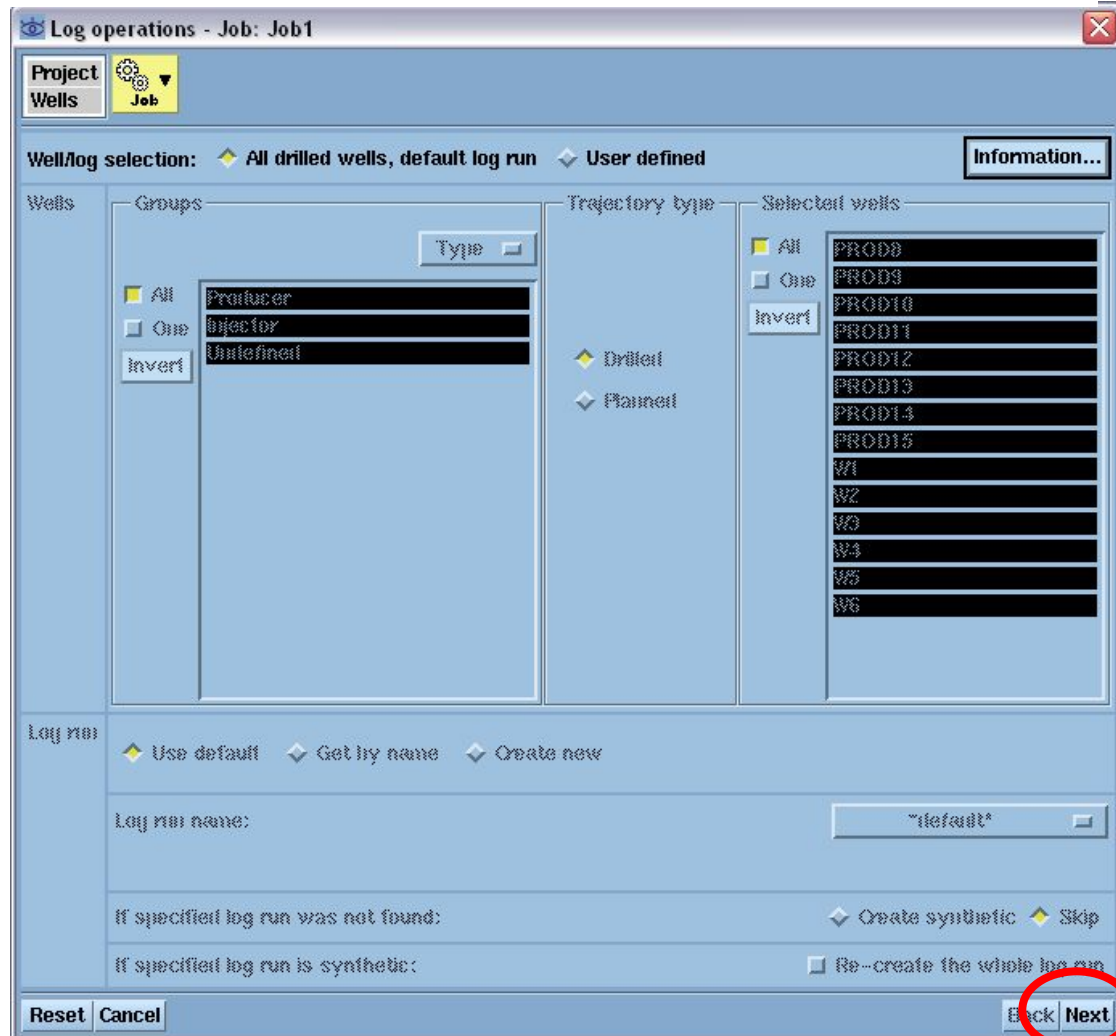 Log operations - Job: Job1
Project
Wells
Job
Well/log selection: All drilled wells, default log run User defined Information...
Wells Groups Trajectory type Selected wells
Type
All
One
Invert
Producer
Injector
Undefined
Drilled
Planned
All
One
Invert
PROD8
PROD9
PROD10
PROD11
PROD12
PROD13
PROD14
PROD15
W1
W2
W3
W4
W5
W6
Log run
Use default Get by name Create new
Log run name: *default*
If specified log run was not found: Create synthetic Skip
If specified log run is synthetic: Re-create the whole log run
Reset Cancel Back Next